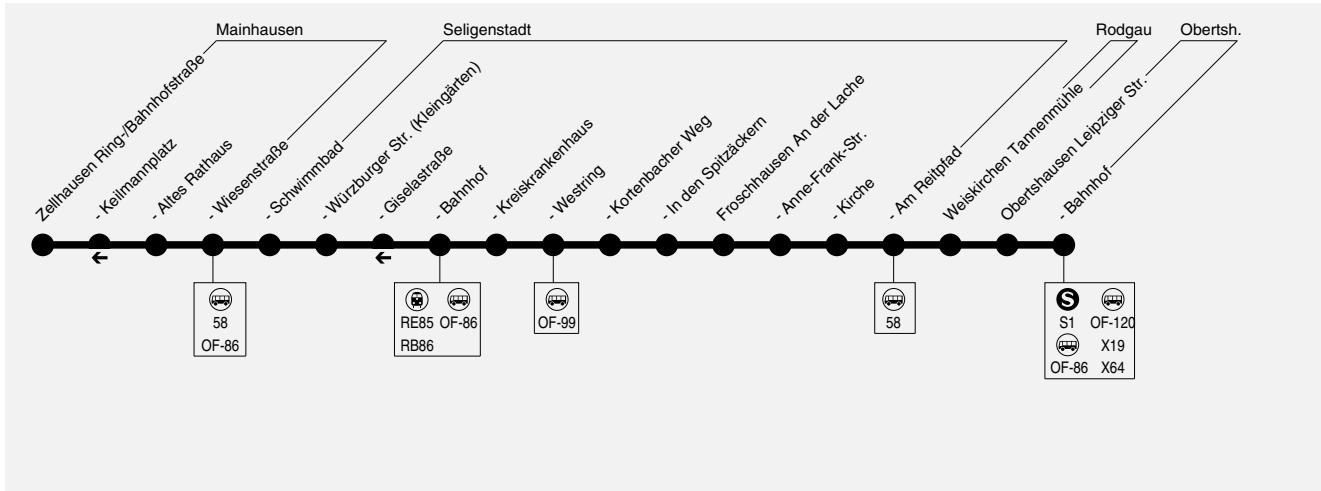 Mainhausen
Seligenstadt
Rodgau
Obertsh.
Zellhausen Ring-/Bahnhofstraße
- Keilmannplatz
- Altes Rathaus
- Wiesenstraße
- Schwimmbad
- Würzburger Str. (Kleingärten)
- Giselastraße
- Bahnhof
- Kreiskrankenhaus
- Westring
- Kortenbacher Weg
- In den Spitzäckern
Froschhausen An der Lache
- Anne-Frank-Str.
- Kirche
- Am Reitpfad
Weiskirchen Tannenmühle
Obertshausen Leipziger Str.
- Bahnhof
58
OF-86
RE85 OF-86
RB86
OF-99
58
S
S1 OF-120
X19
OF-86 X64